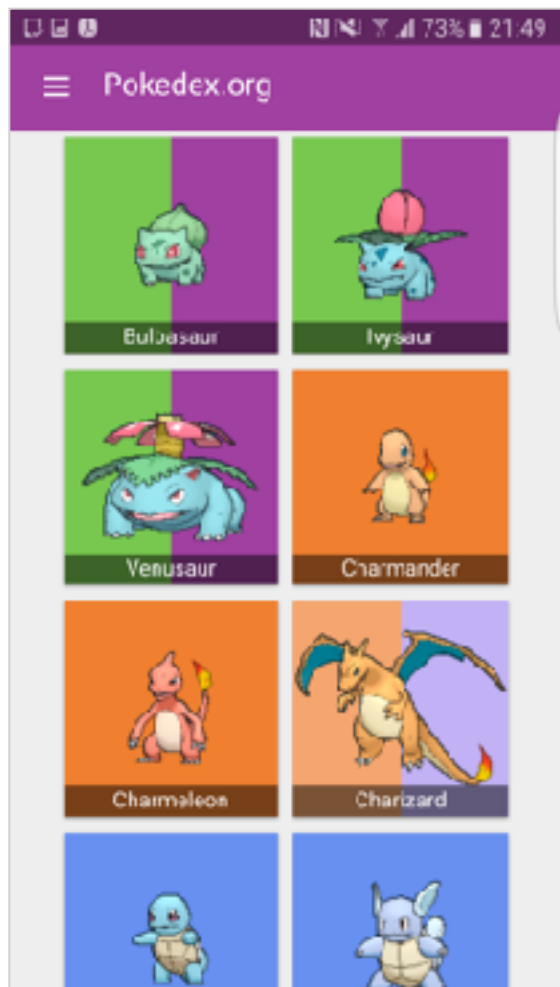 73% 21:49
Pokedex.org
Bulbasaur
Ivysaur
Venusaur
Charmander
Charmeleon
Charizard